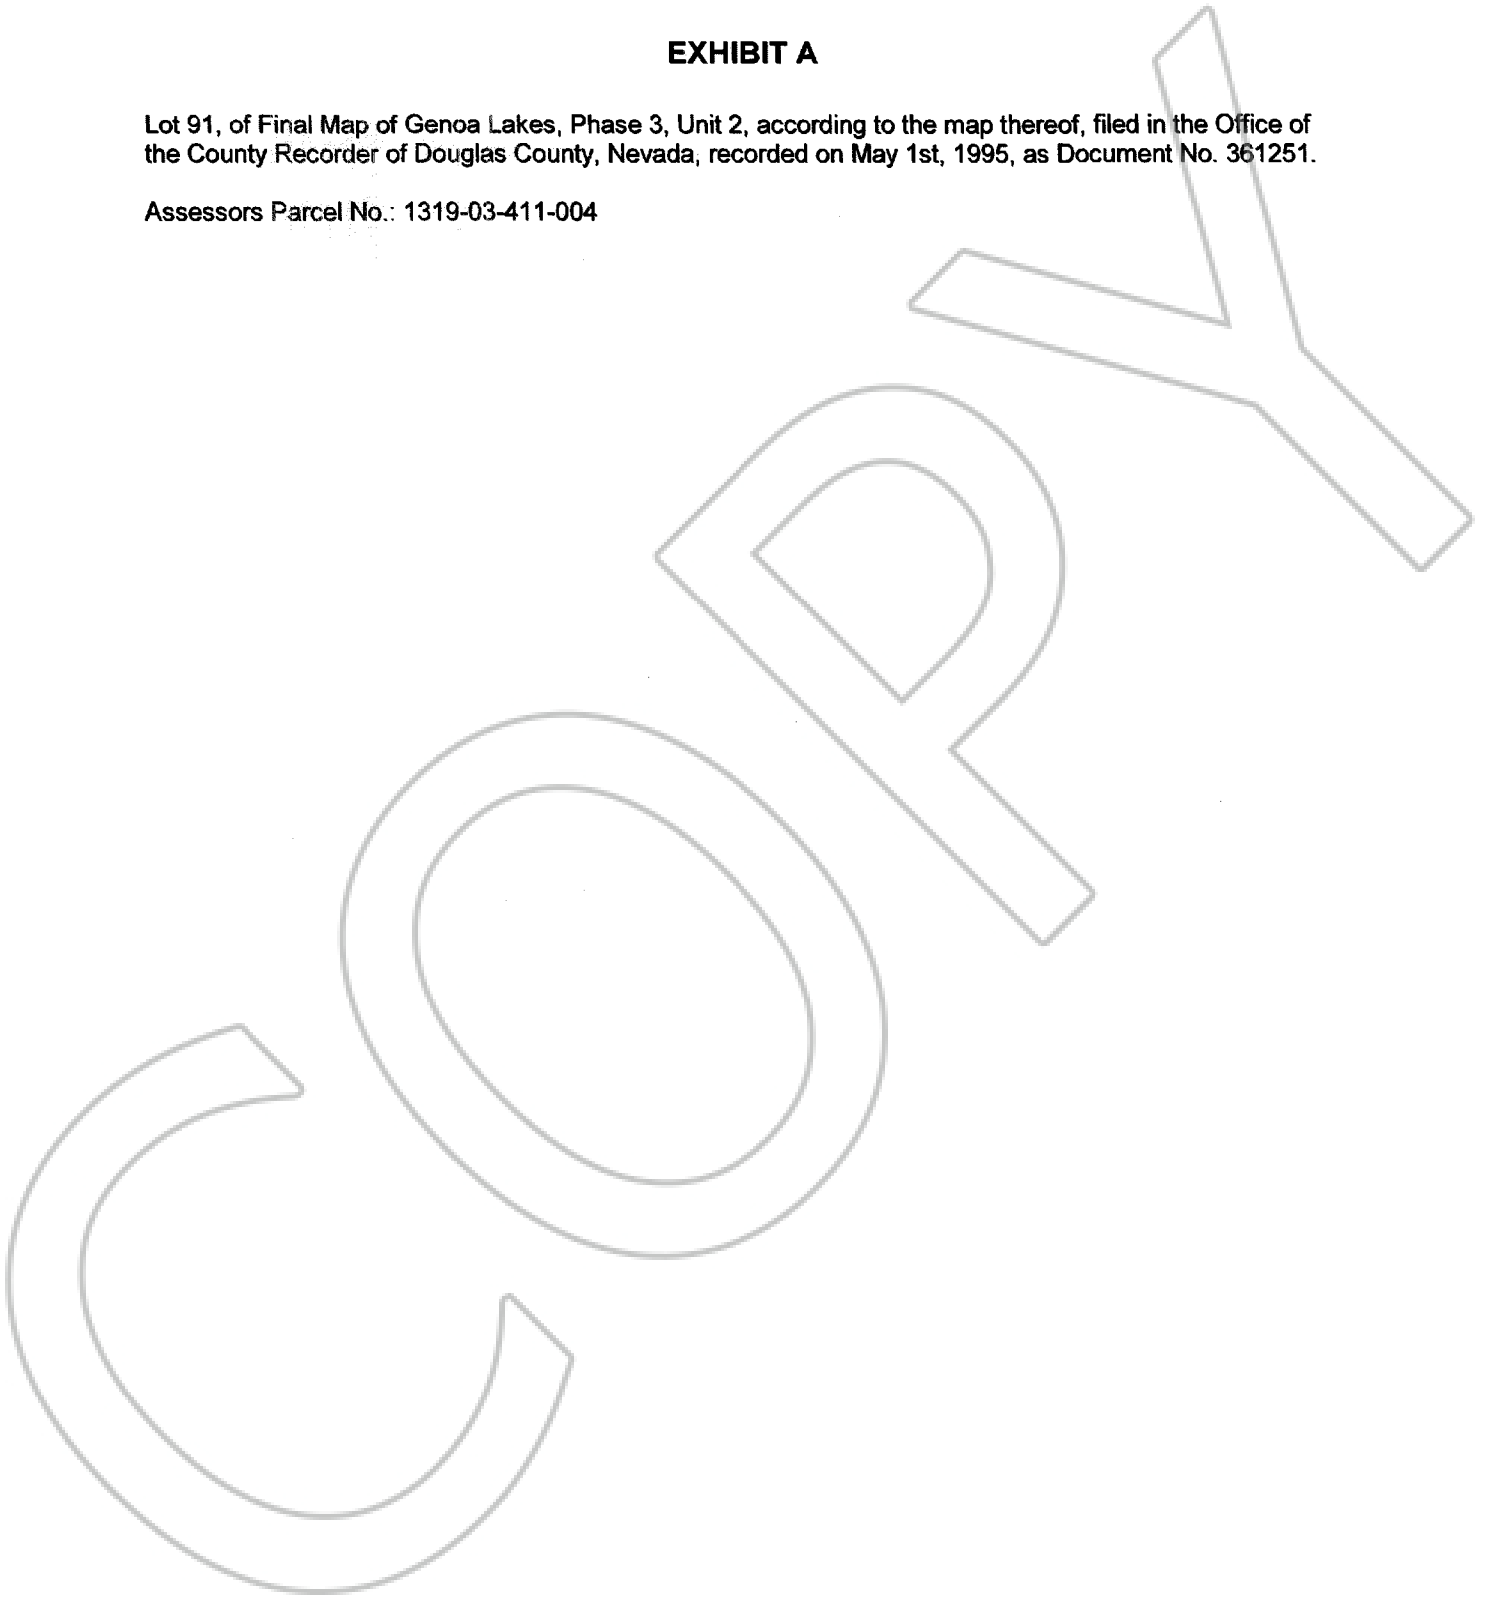 EXHIBIT A
Lot 91, of Final Map of Genoa Lakes, Phase 3, Unit 2, according to the map thereof, filed in the Office of
the County Recorder of Douglas County, Nevada, recorded on May 1st, 1995, as Document No. 361251.
Assessors Parcel No.: 1319-03-411-004
COPY